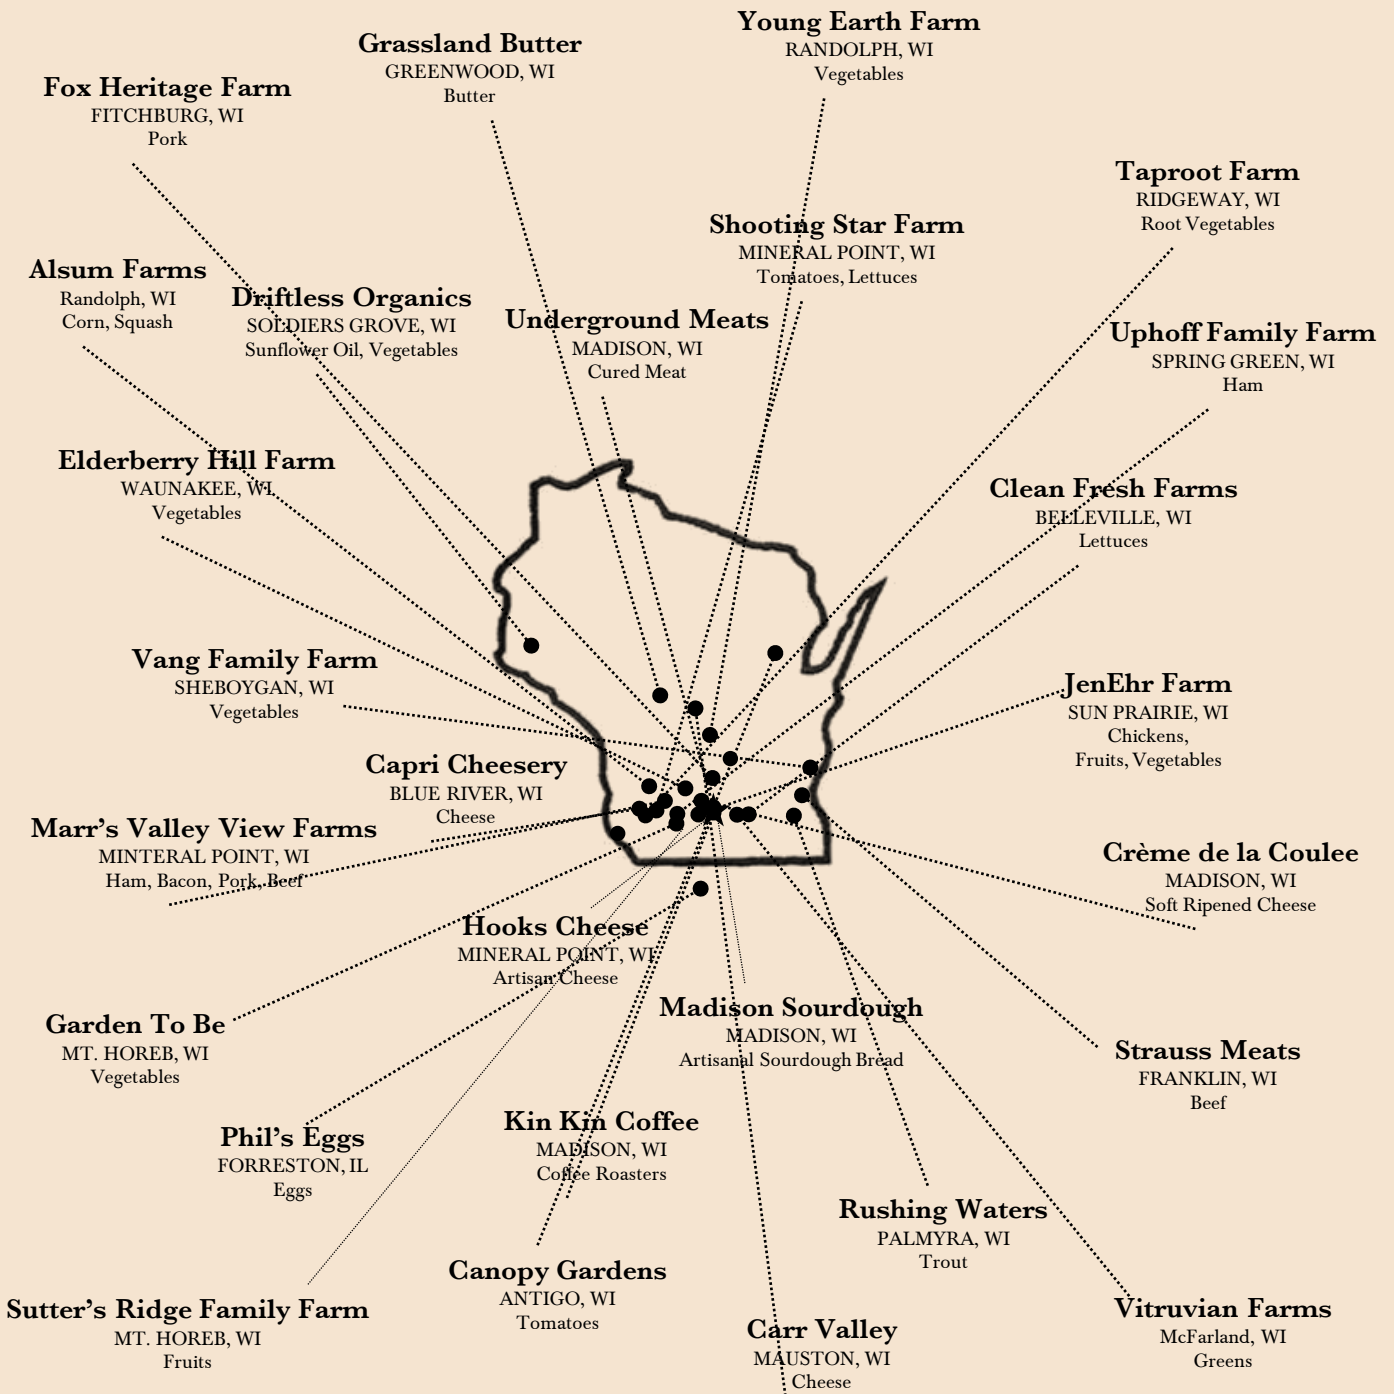 Young Earth Farm
RANDOLPH, WI
Vegetables
Grassland Butter
GREENWOOD, WI
Butter
Fox Heritage Farm
FITCHBURG, WI
Pork
Taproot Farm
RIDGEWAY, WI
Root Vegetables
Shooting Star Farm
MINERAL POINT, WI
Tomatoes, Lettuces
Alsum Farms
Randolph, WI
Corn, Squash
Driftless Organics
SOLDIERS GROVE, WI
Sunflower Oil, Vegetables
Underground Meats
MADISON, WI
Cured Meat
Uphoff Family Farm
SPRING GREEN, WI
Ham
Elderberry Hill Farm
WAUNAKEE, WI
Vegetables
Clean Fresh Farms
BELLEVILLE, WI
Lettuces
Vang Family Farm
SHEBOYGAN, WI
Vegetables
JenEhr Farm
SUN PRAIRIE, WI
Chickens,
Fruits, Vegetables
Capri Cheesery
BLUE RIVER, WI
Cheese
Marr's Valley View Farms
MINTERAL POINT, WI
Ham, Bacon, Pork, Beef
Crème de la Coulee
MADISON, WI
Soft Ripened Cheese
Hooks Cheese
MINERAL POINT, WI
Artisan Cheese
Madison Sourdough
MADISON, WI
Artisanal Sourdough Bread
Garden To Be
MT. HOREB, WI
Vegetables
Strauss Meats
FRANKLIN, WI
Beef
Phil's Eggs
FORRESTON, IL
Eggs
Kin Kin Coffee
MADISON, WI
Coffee Roasters
Rushing Waters
PALMYRA, WI
Trout
Canopy Gardens
ANTIGO, WI
Tomatoes
Sutter's Ridge Family Farm
MT. HOREB, WI
Fruits
Carr Valley
MAUSTON, WI
Cheese
Vitruvian Farms
McFarland, WI
Greens